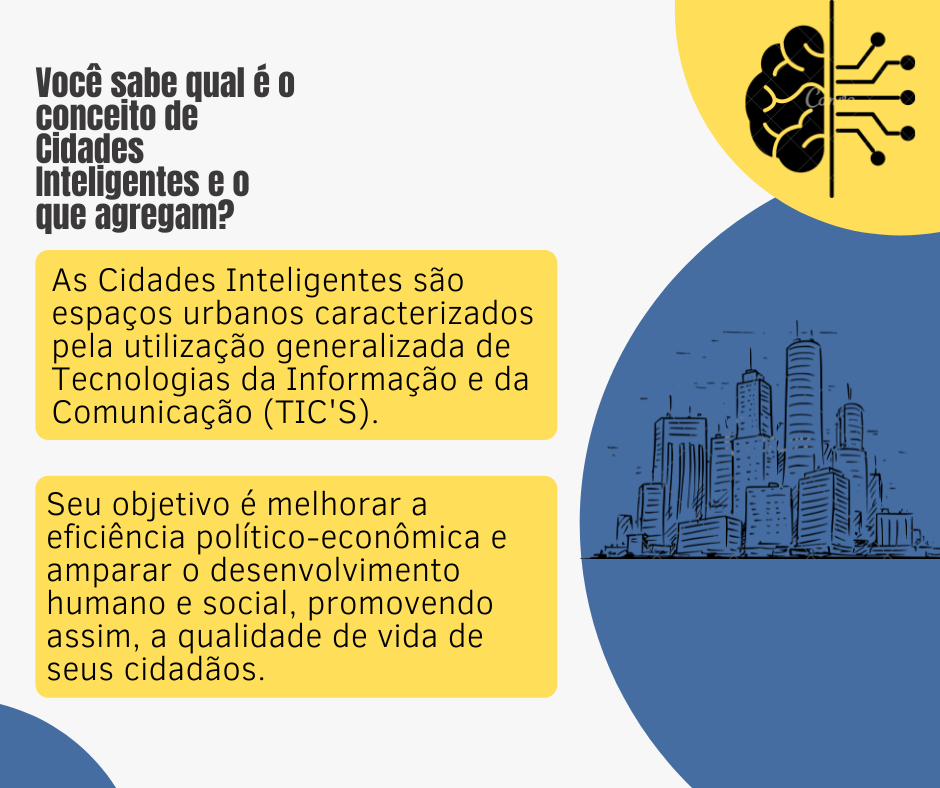 Você sabe qual é o
conceito de
Cidades
Inteligentes e o
que agregam?
As Cidades Inteligentes são
espaços urbanos caracterizados
pela utilização generalizada de
Tecnologias da Informação e da
Comunicação (TIC'S).
Seu objetivo é melhorar a
eficiência político-econômica e
amparar o desenvolvimento
humano e social, promovendo
assim, a qualidade de vida de
seus cidadãos.